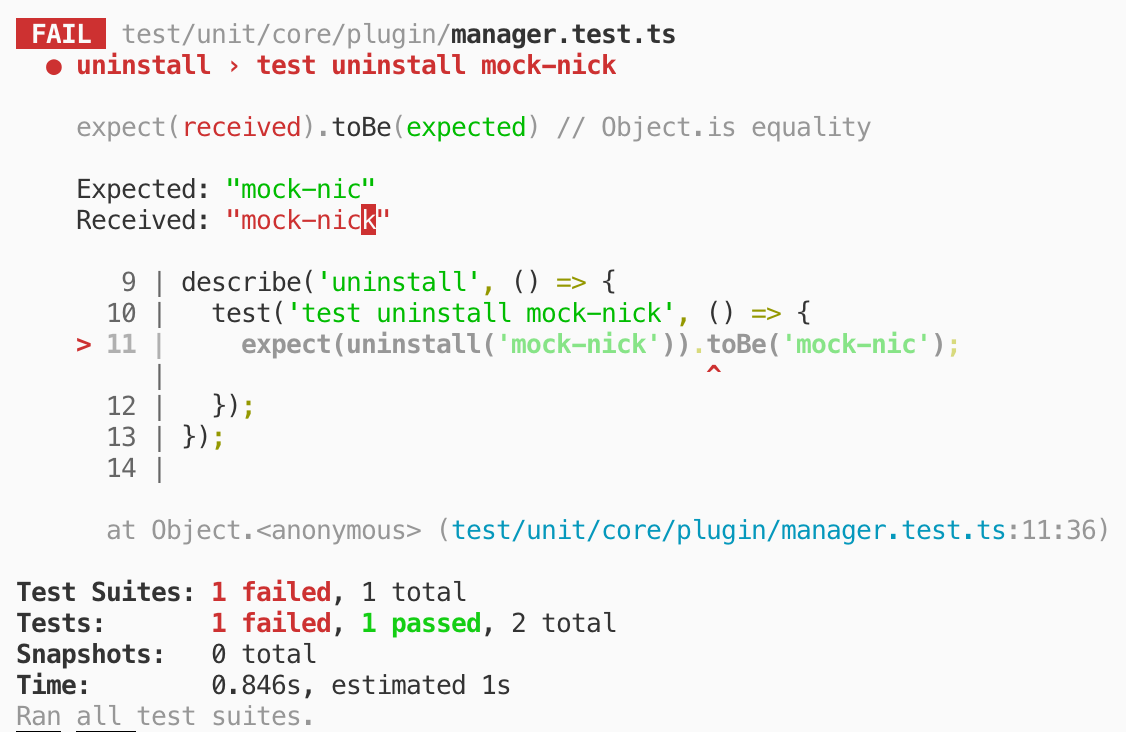 FAIL test/unit/core/plugin/manager.test.ts
● uninstall › test uninstall mock-nick
expect(received).toBe(expected) // Object.is equality
Expected: "mock-nic"
Received: "mock-nick"
9 | describe('uninstall', () => {
10 |   test('test uninstall mock-nick', () => {
> 11 |     expect(uninstall('mock-nick')).toBe('mock-nic');
|                                    ^
12 |   });
13 | });
14 |
at Object.<anonymous> (test/unit/core/plugin/manager.test.ts:11:36)
Test Suites: 1 failed, 1 total
Tests:       1 failed, 1 passed, 2 total
Snapshots:   0 total
Time:        0.846s, estimated 1s
Ran all test suites.